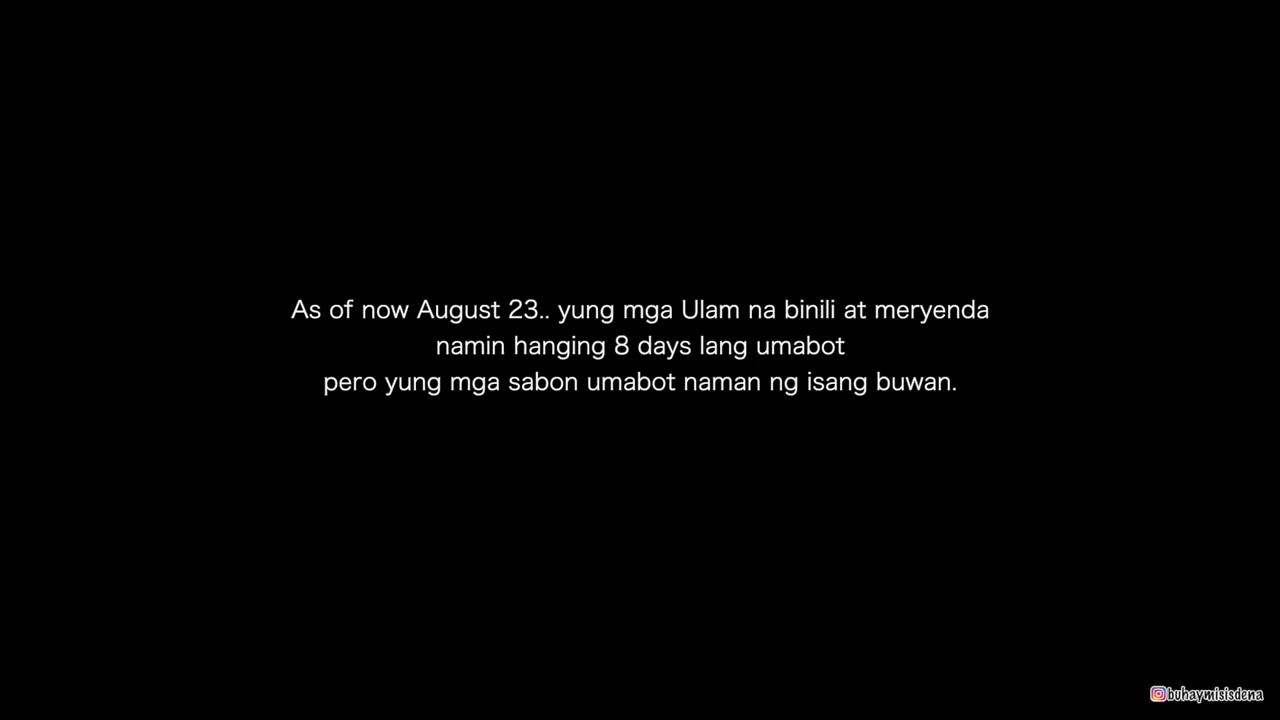 As of now August 23.. yung mga Ulam na binili at meryenda
namin hanging 8 days lang umabot
pero yung mga sabon umabot naman ng isang buwan.
buhaymisisdena